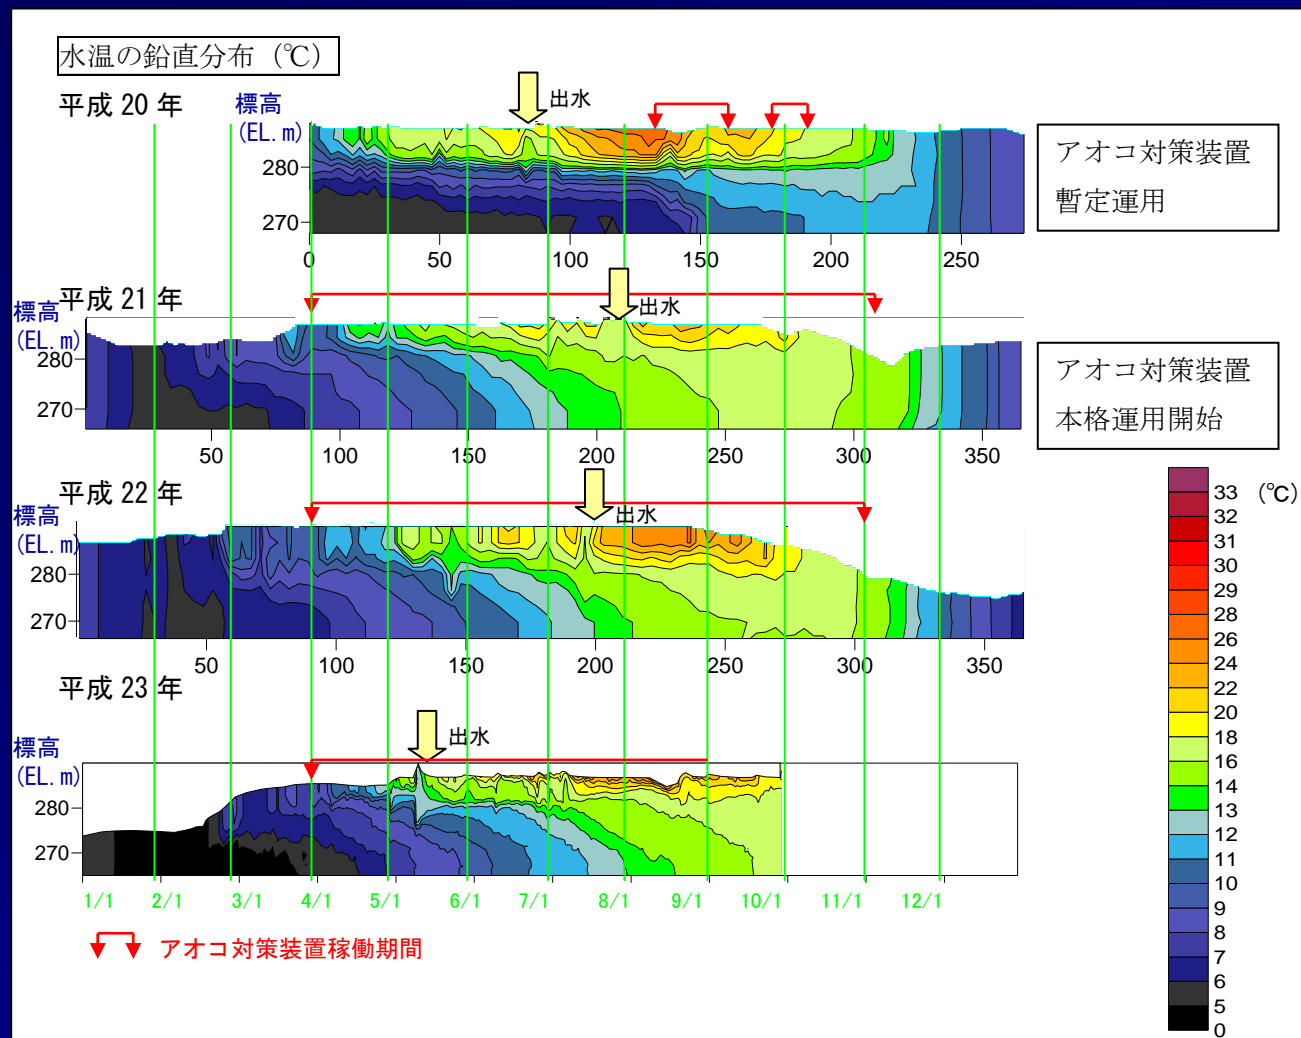 水温の鉛直分布（℃）
平成 20 年
標高
(EL. m)
280
270
出水
0 50 100 150 200 250
アオコ対策装置
暫定運用
平成 21 年
標高
(EL. m)
280
270
出水
50 100 150 200 250 300 350
アオコ対策装置
本格運用開始
平成 22 年
標高
(EL. m)
280
270
出水
50 100 150 200 250 300 350
平成 23 年
標高
(EL. m)
280
270
出水
1/1 2/1 3/1 4/1 5/1 6/1 7/1 8/1 9/1 10/1 11/1 12/1
アオコ対策装置稼働期間
33 (℃)
32
31
30
29
28
26
24
22
20
18
16
14
13
12
11
10
9
8
7
6
5
0